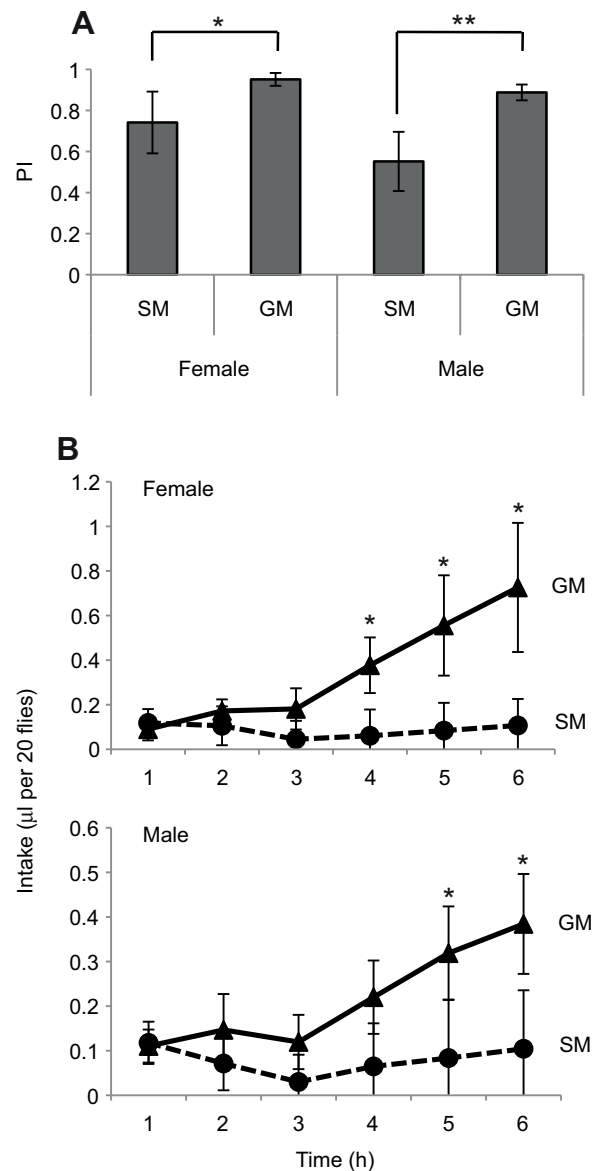 A
* **
1
0.8
0.6
0.4
0.2
0
PI
SM GM SM GM
Female Male
B
1.2
1
0.8
0.6
0.4
0.2
0
Female
* * *
GM
SM
1 2 3 4 5 6
Intake (µl per 20 flies)
0.6
0.5
0.4
0.3
0.2
0.1
0
Male
* *
GM
SM
1 2 3 4 5 6
Time (h)